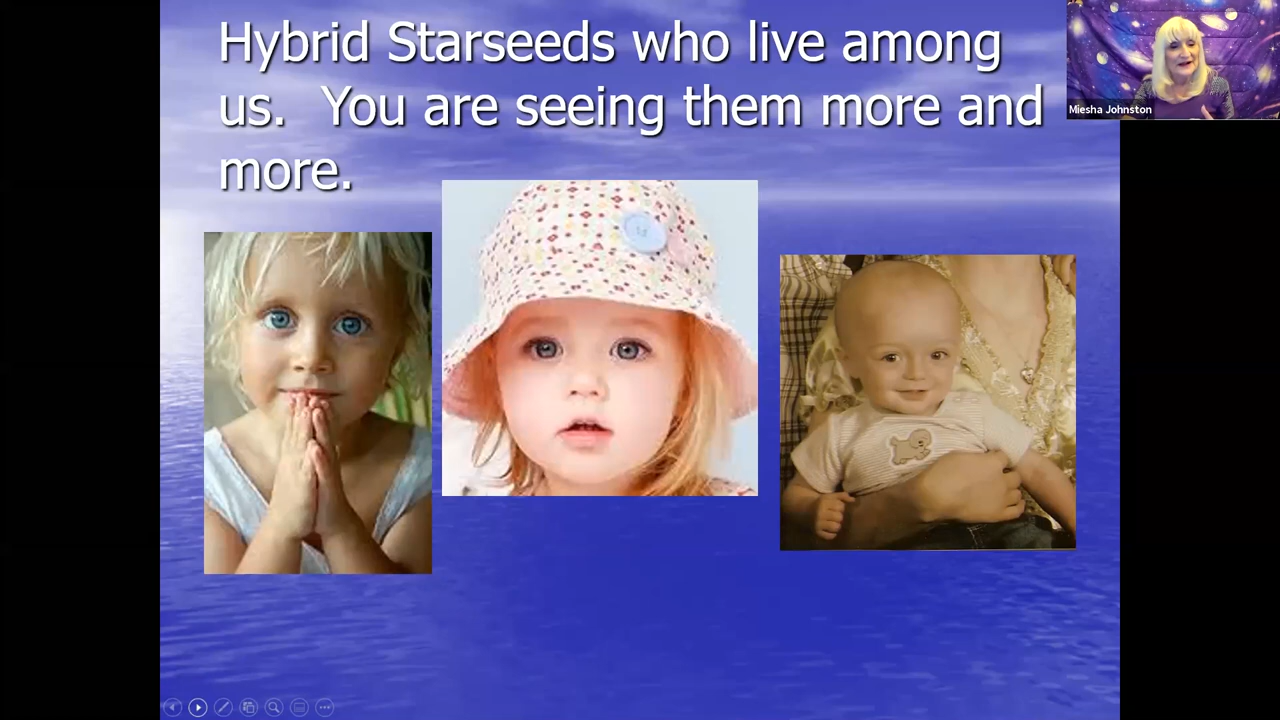 Hybrid Starseeds who live among
us.  You are seeing them more and
more.
Miesha Johnston